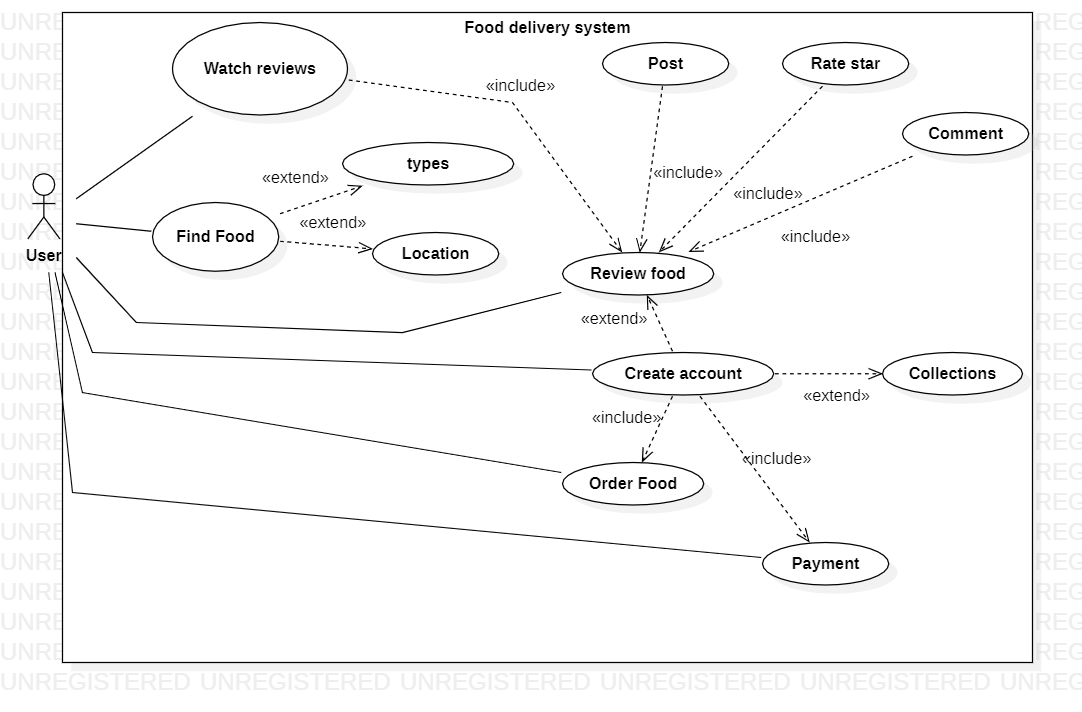 Food delivery system
Watch reviews
Post
Rate star
«include»
Comment
types
«extend»
«include»
«include»
«extend»
Find Food
«include»
User
Location
Review food
«extend»
Create account
Collections
«extend»
«include»
«include»
Order Food
Payment
UNREGISTERED UNREGISTERED UNREGISTERED UNREGISTERED UNREGISTERED UNREG